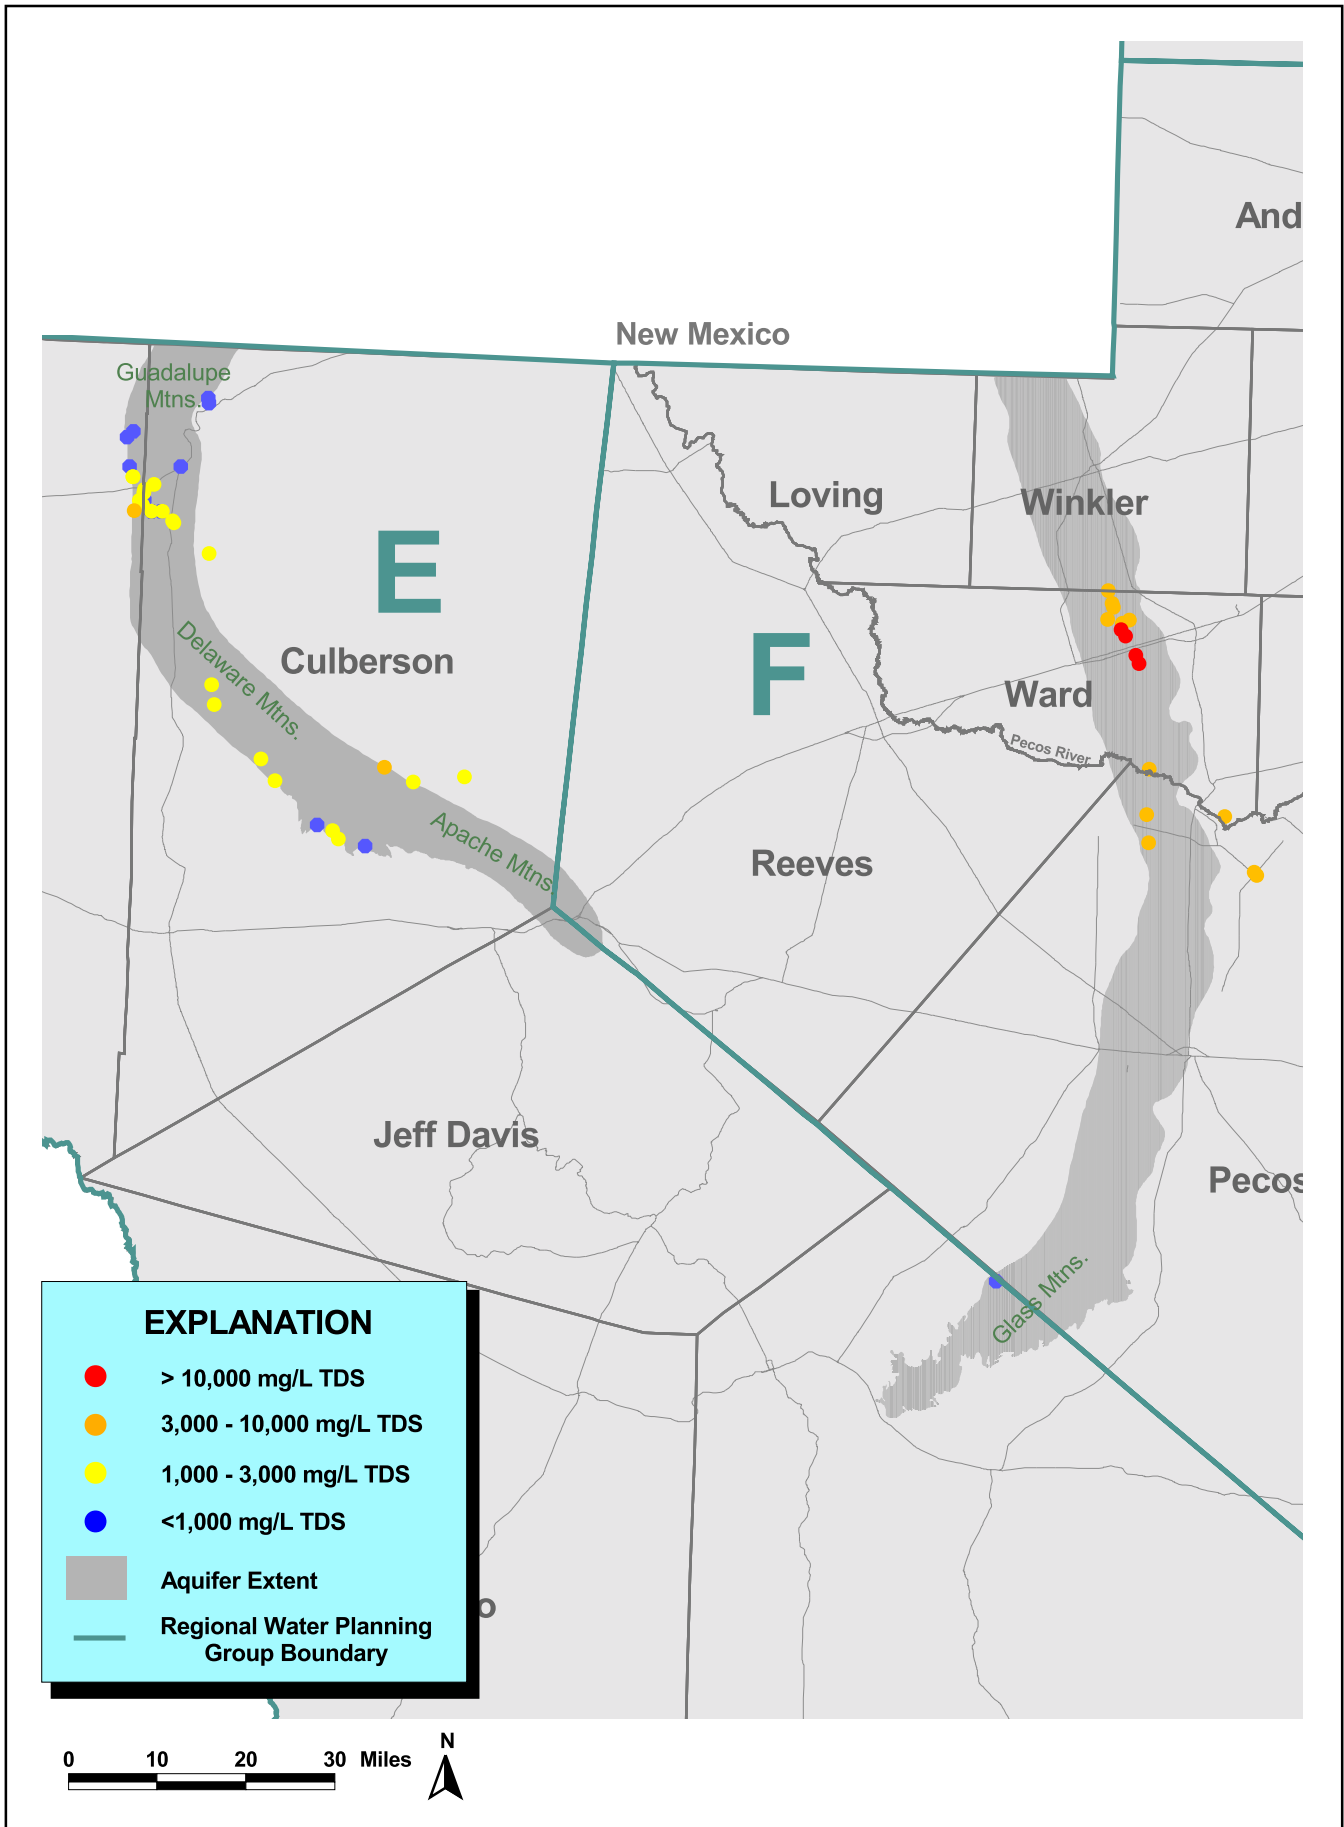 And
New Mexico
Guadalupe
Mtns.
Loving
Winkler
E
Delaware Mtns.
Culberson
F
Ward
Pecos River
Apache Mtns.
Reeves
Jeff Davis
Pecos
Glass Mtns.
EXPLANATION
> 10,000 mg/L TDS
3,000 - 10,000 mg/L TDS
1,000 - 3,000 mg/L TDS
<1,000 mg/L TDS
Aquifer Extent
Regional Water Planning
Group Boundary
o
0 10 20 30 Miles
N